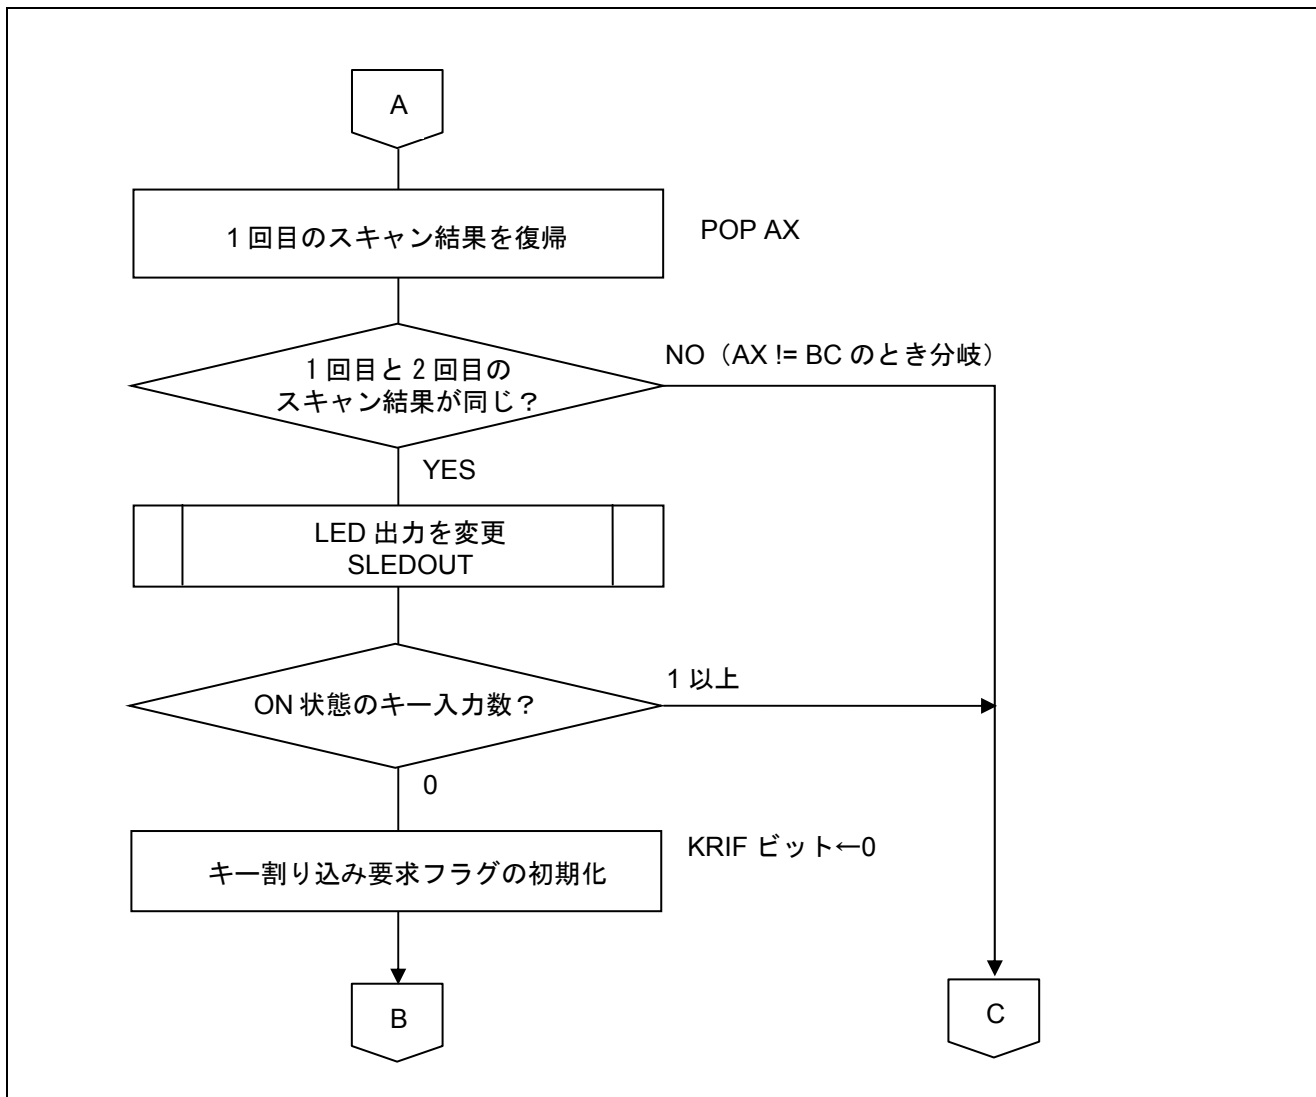 A
1 回目のスキャン結果を復帰
POP AX
1 回目と 2 回目の
スキャン結果が同じ？
NO（AX != BC のとき分岐）
YES
LED 出力を変更
SLEDOUT
ON 状態のキー入力数？
1 以上
0
キー割り込み要求フラグの初期化
KRIF ビット←0
B
C